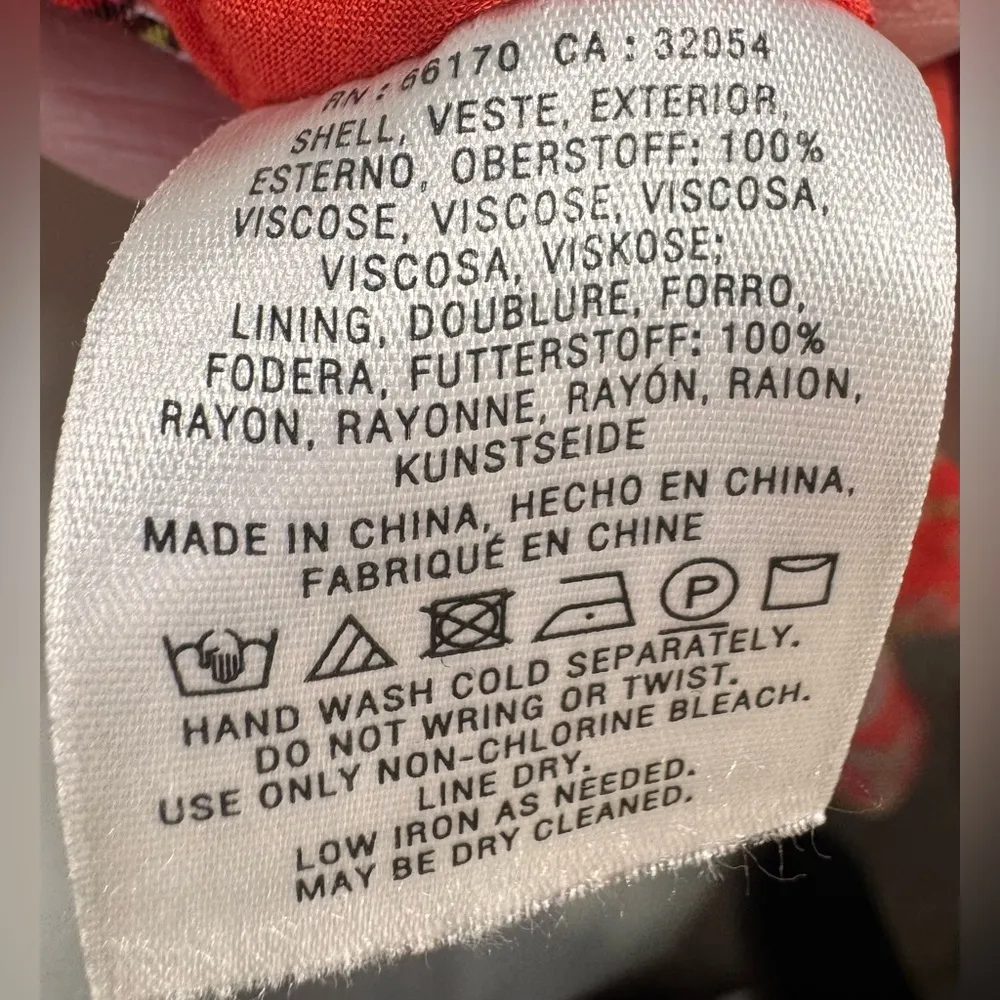 RN : 66170 CA : 32054
SHELL, VESTE, EXTERIOR,
ESTERNO, OBERSTOFF: 100%
VISCOSE, VISCOSE, VISCOSA,
VISCOSA, VISKOSE;
LINING, DOUBLURE, FORRO,
FODERA, FUTTERSTOFF: 100%
RAYON, RAYONNE, RAYÓN, RAION,
KUNSTSEIDE
MADE IN CHINA, HECHO EN CHINA,
FABRIQUÉ EN CHINE
P
HAND WASH COLD SEPARATELY.
DO NOT WRING OR TWIST.
USE ONLY NON-CHLORINE BLEACH.
LINE DRY.
LOW IRON AS NEEDED.
MAY BE DRY CLEANED.